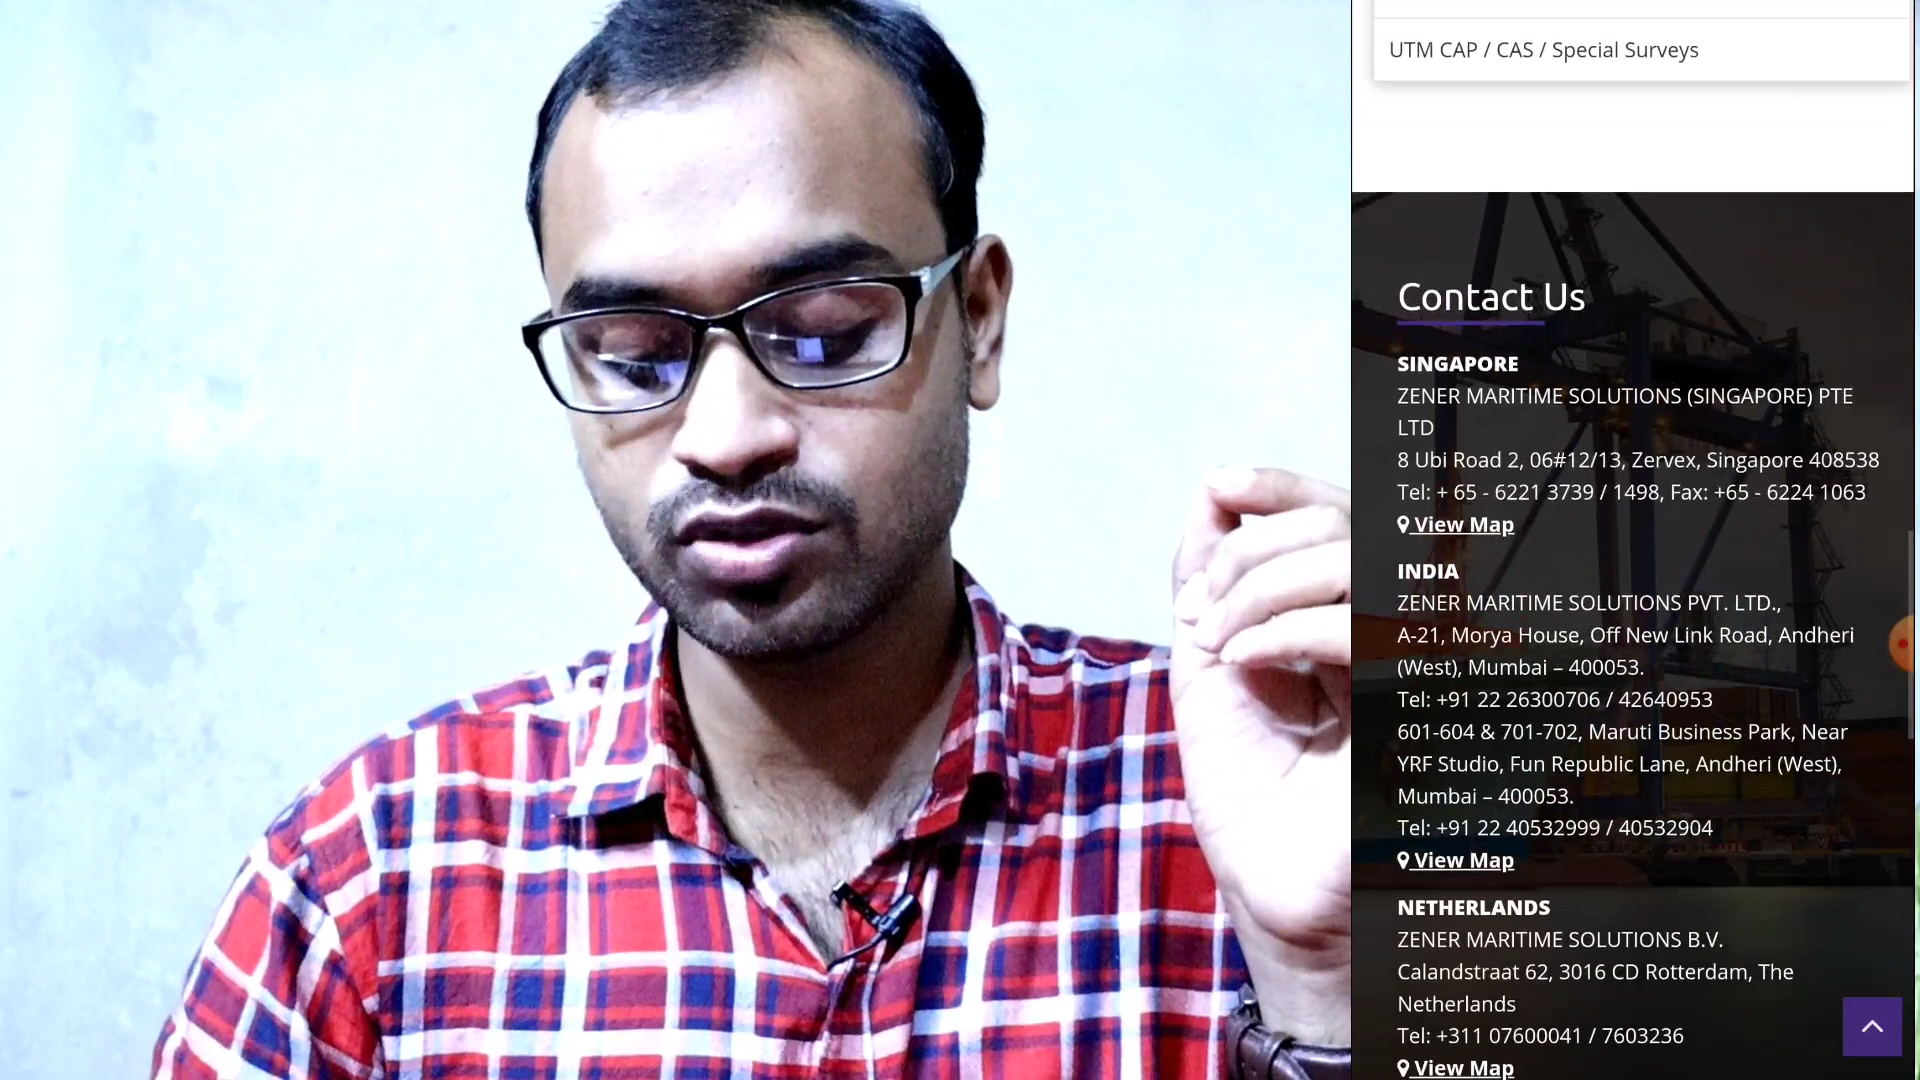 UTM CAP / CAS / Special Surveys
Contact Us
SINGAPORE
ZENER MARITIME SOLUTIONS (SINGAPORE) PTE
LTD
8 Ubi Road 2, 06#12/13, Zervex, Singapore 408538
Tel: + 65 - 6221 3739 / 1498, Fax: +65 - 6224 1063
View Map
INDIA
ZENER MARITIME SOLUTIONS PVT. LTD.,
A-21, Morya House, Off New Link Road, Andheri
(West), Mumbai – 400053.
Tel: +91 22 26300706 / 42640953
601-604 & 701-702, Maruti Business Park, Near
YRF Studio, Fun Republic Lane, Andheri (West),
Mumbai – 400053.
Tel: +91 22 40532999 / 40532904
View Map
NETHERLANDS
ZENER MARITIME SOLUTIONS B.V.
Calandstraat 62, 3016 CD Rotterdam, The
Netherlands
Tel: +311 07600041 / 7603236
View Map